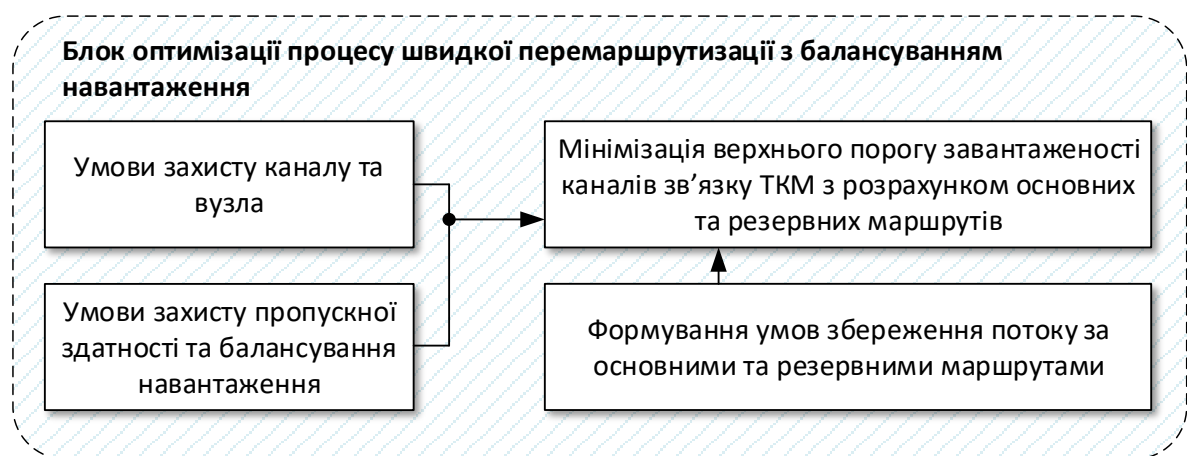 Блок оптимізації процесу швидкої перемаршрутизації з балансуванням
навантаження
Умови захисту каналу та
вузла
Мінімізація верхнього порогу завантаженості
каналів зв’язку ТКМ з розрахунком основних
та резервних маршрутів
Умови захисту пропускної
здатності та балансування
навантаження
Формування умов збереження потоку за
основними та резервними маршрутами